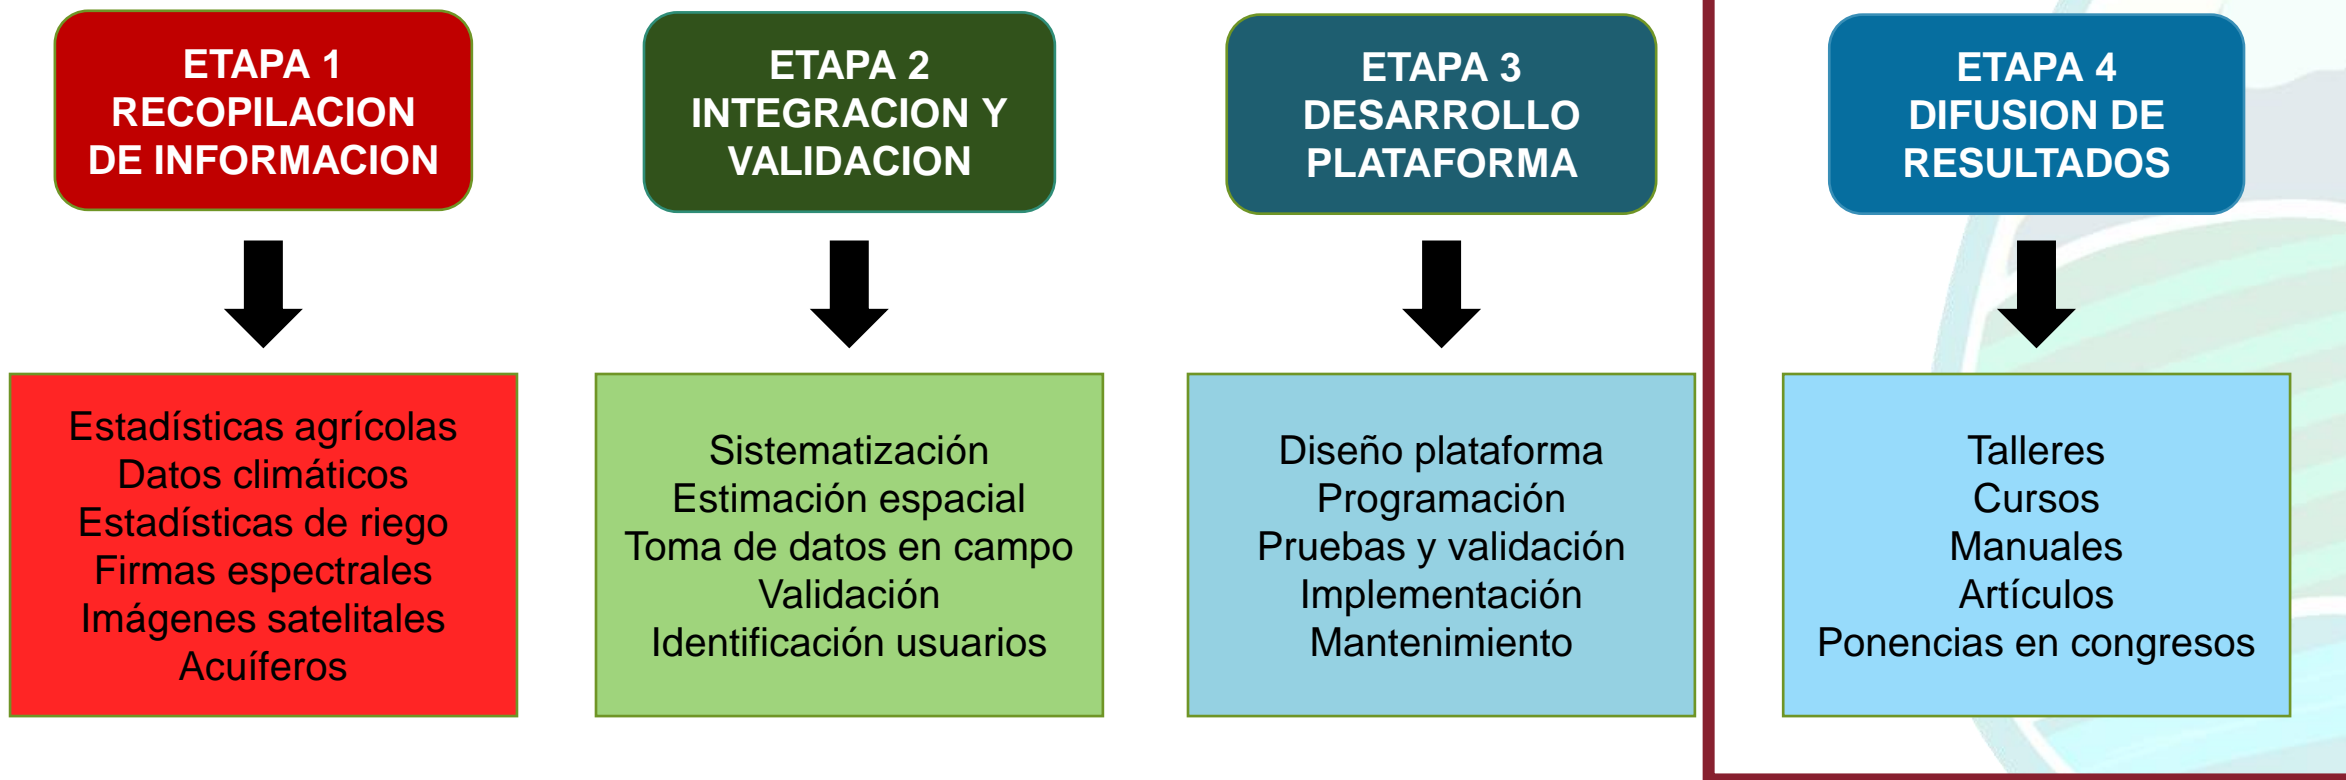 ETAPA 1
RECOPILACION
DE INFORMACION
Estadísticas agrícolas
Datos climáticos
Estadísticas de riego
Firmas espectrales
Imágenes satelitales
Acuíferos
ETAPA 2
INTEGRACION Y
VALIDACION
Sistematización
Estimación espacial
Toma de datos en campo
Validación
Identificación usuarios
ETAPA 3
DESARROLLO
PLATAFORMA
Diseño plataforma
Programación
Pruebas y validación
Implementación
Mantenimiento
ETAPA 4
DIFUSION DE
RESULTADOS
Talleres
Cursos
Manuales
Artículos
Ponencias en congresos